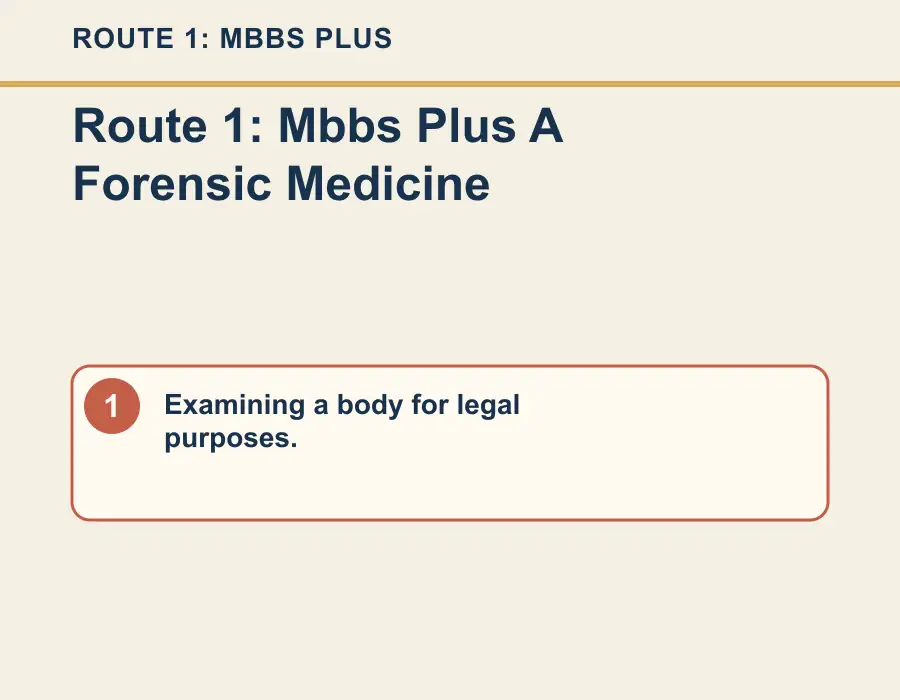 ROUTE 1: MBBS PLUS
Route 1: Mbbs Plus A
Forensic Medicine
1
Examining a body for legal
purposes.